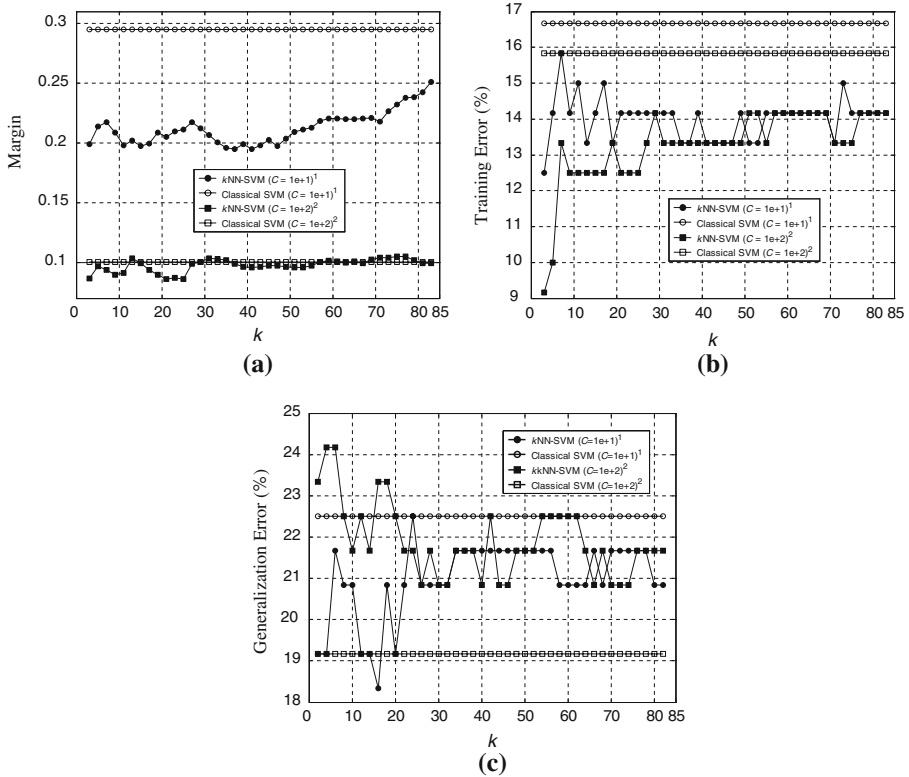 0.3
0.25
0.2
0.15
0.1
Margin
kNN-SVM (C = 1e+1)1
Classical SVM (C = 1e+1)1
kNN-SVM (C = 1e+2)2
Classical SVM (C = 1e+2)2
0 10 20 30 40 50 60 70 80 85
k
(a)
17
16
15
14
13
12
11
10
9
Training Error (%)
kNN-SVM (C = 1e+1)1
Classical SVM (C = 1e+1)1
kNN-SVM (C = 1e+2)2
Classical SVM (C = 1e+2)2
0 10 20 30 40 50 60 70 80 85
k
(b)
25
24
23
22
21
20
19
18
Generalization Error (%)
kNN-SVM (C=1e+1)1
Classical SVM (C=1e+1)1
kkNN-SVM (C=1e+2)2
Classical SVM (C=1e+2)2
0 10 20 30 40 50 60 70 80 85
k
(c)